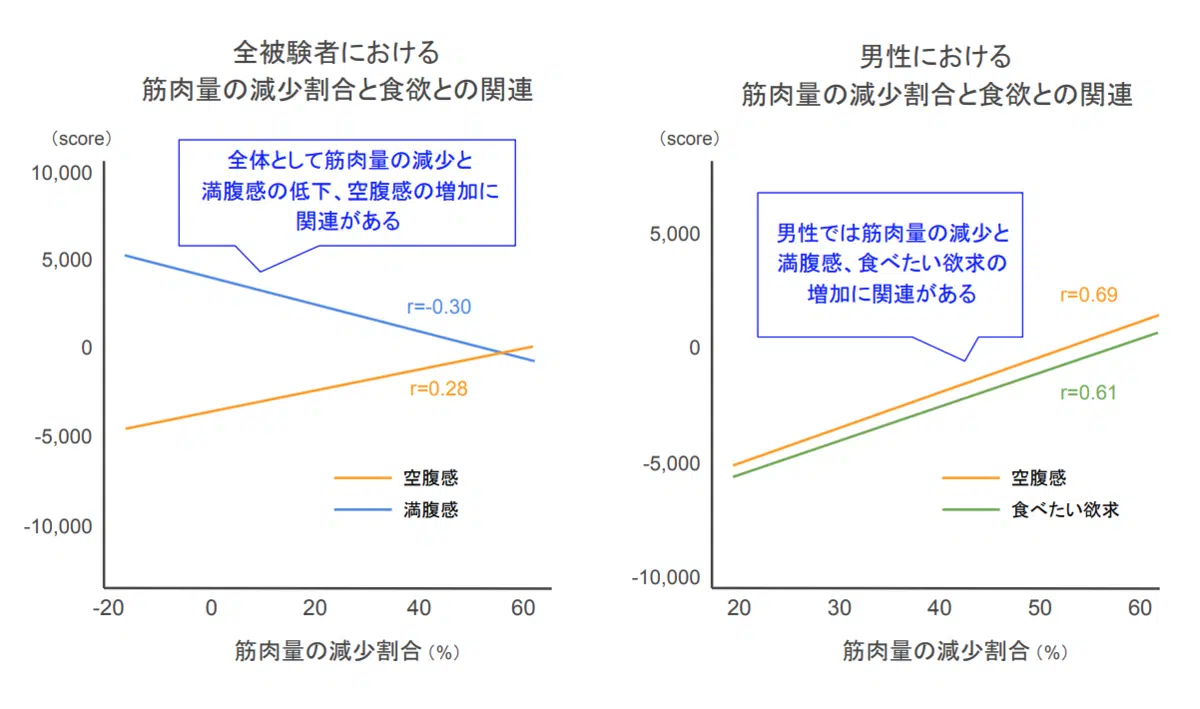 全被験者における
筋肉量の減少割合と食欲との関連
（score）
10,000
5,000
0
-5,000
-10,000
全体として筋肉量の減少と
満腹感の低下、空腹感の増加に
関連がある
r=-0.30
r=0.28
空腹感
満腹感
-20 0 20 40 60
筋肉量の減少割合（%）
男性における
筋肉量の減少割合と食欲との関連
（score）
5,000
0
-5,000
-10,000
男性では筋肉量の減少と
満腹感、食べたい欲求の
増加に関連がある
r=0.69
r=0.61
空腹感
食べたい欲求
20 30 40 50 60
筋肉量の減少割合（%）